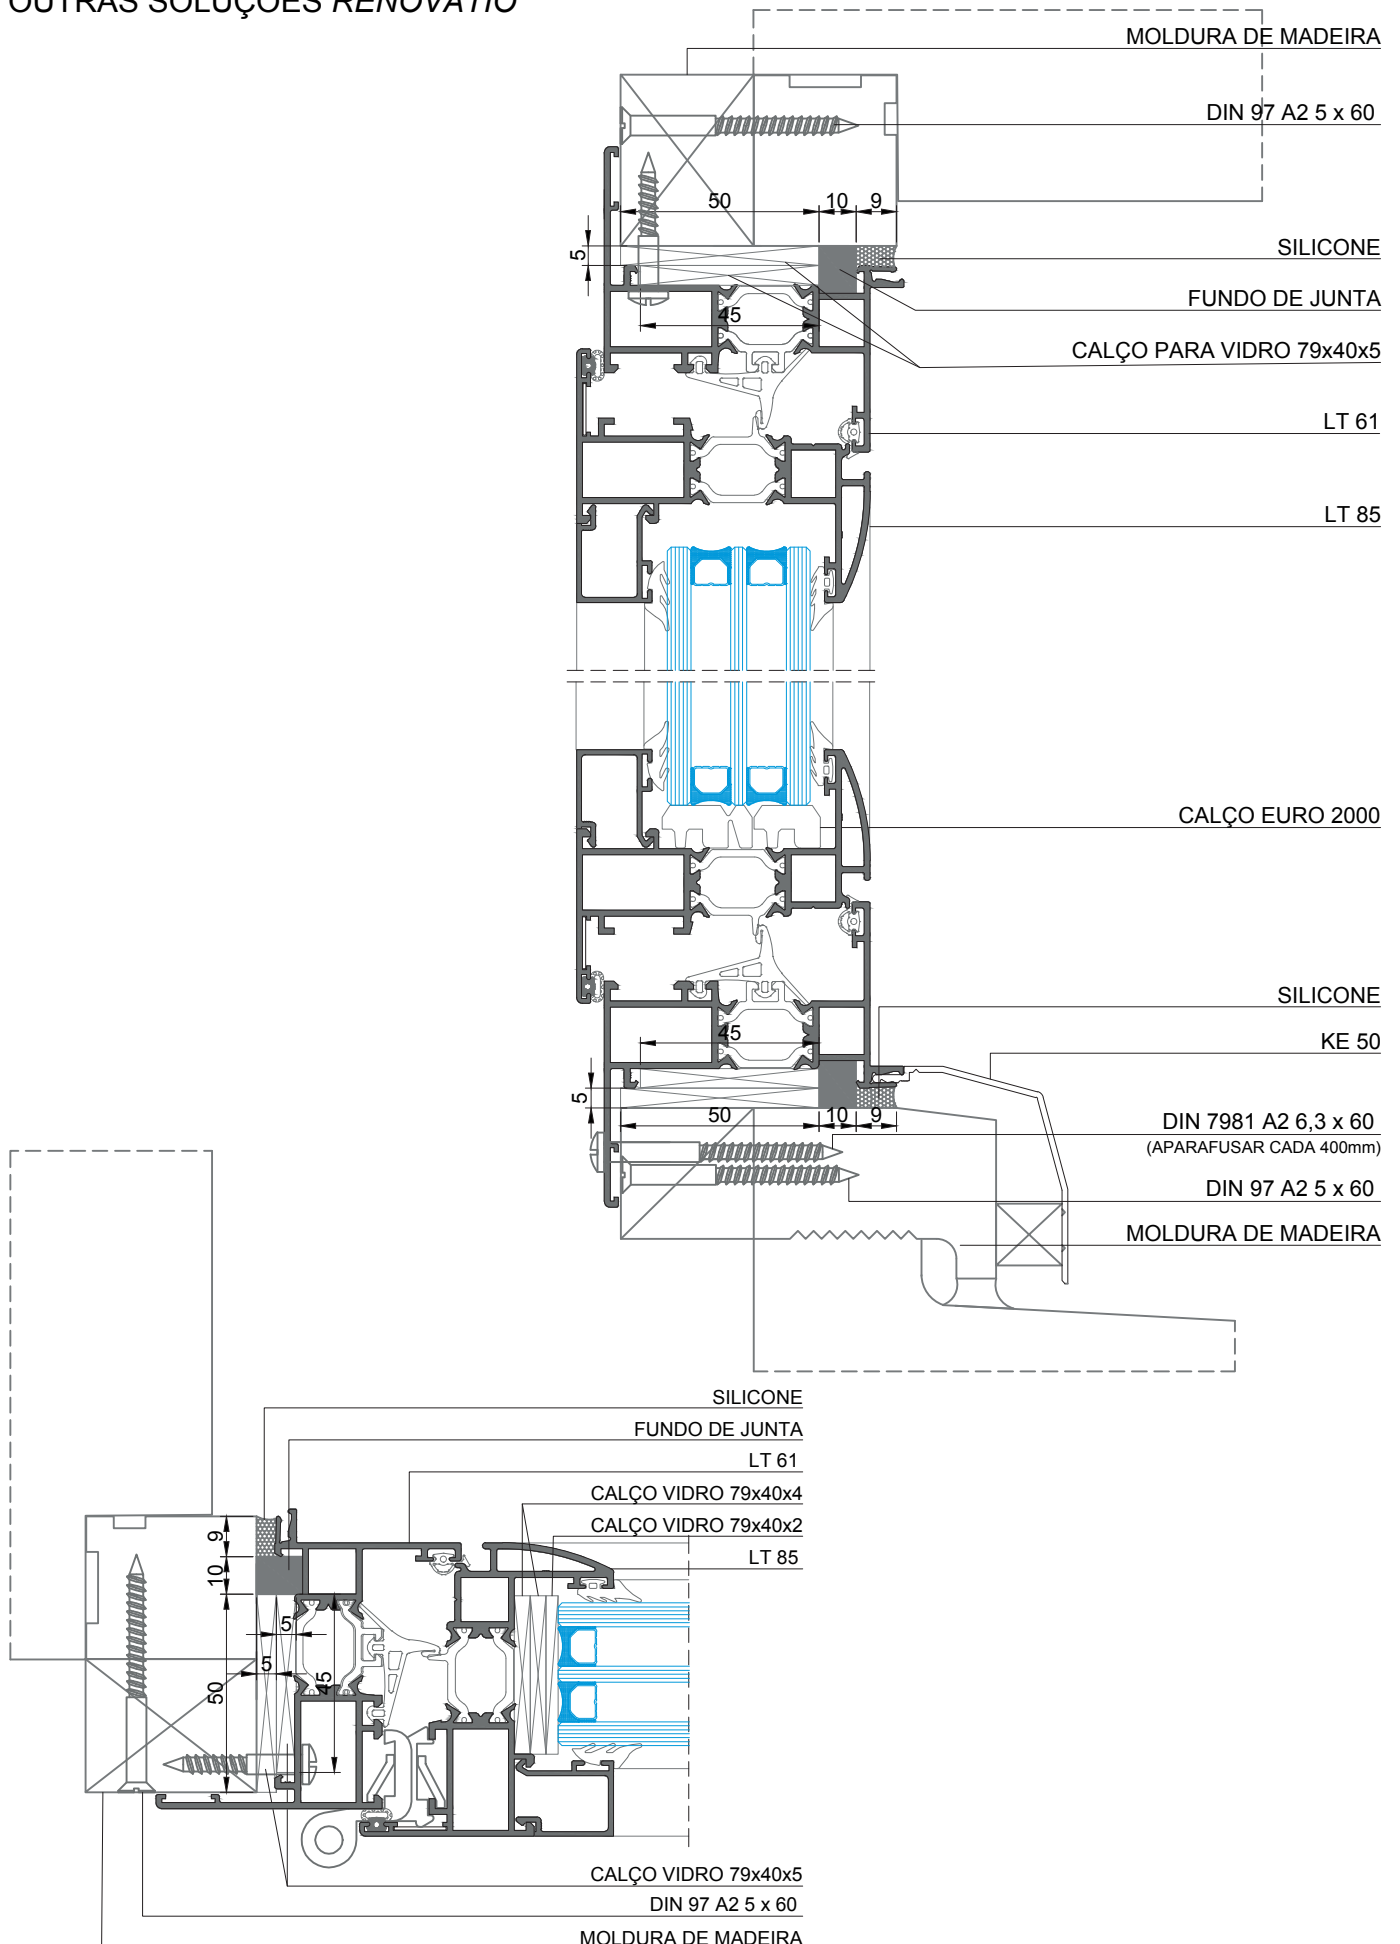 OUTRAS SOLUÇÕES RENOVATIO
MOLDURA DE MADEIRA
DIN 97 A2 5 x 60
50
10
9
5
SILICONE
FUNDO DE JUNTA
45
CALÇO PARA VIDRO 79x40x5
LT 61
LT 85
CALÇO EURO 2000
SILICONE
45
KE 50
5
50
10
9
DIN 7981 A2 6,3 x 60
(APARAFUSAR CADA 400mm)
DIN 97 A2 5 x 60
MOLDURA DE MADEIRA
SILICONE
FUNDO DE JUNTA
LT 61
CALÇO VIDRO 79x40x4
CALÇO VIDRO 79x40x2
LT 85
9
10
5
5
50
45
CALÇO VIDRO 79x40x5
DIN 97 A2 5 x 60
MOLDURA DE MADEIRA